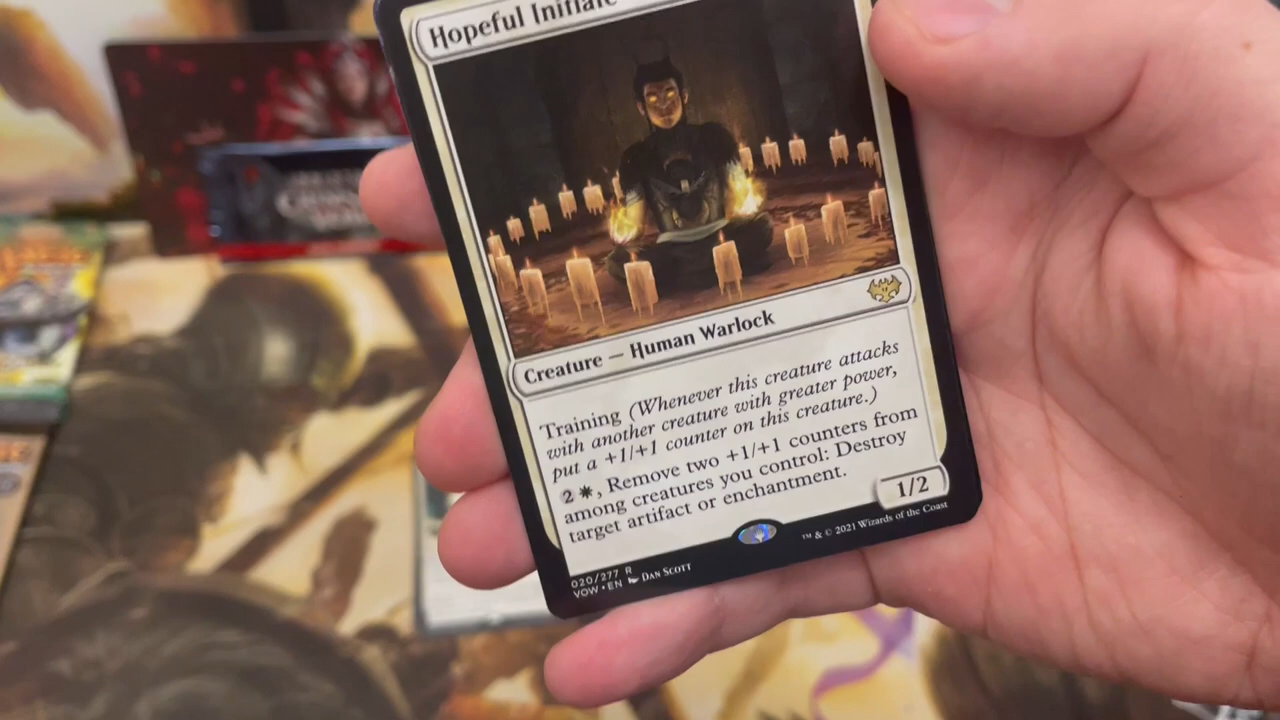 Hopeful Initiate
Creature — Human Warlock
Training (Whenever this creature attacks
with another creature with greater power,
put a +1/+1 counter on this creature.)
2, Remove two +1/+1 counters from
among creatures you control: Destroy
target artifact or enchantment.
1/2
020/277 R
VOW • EN DAN SCOTT
™ & © 2021 Wizards of the Coast